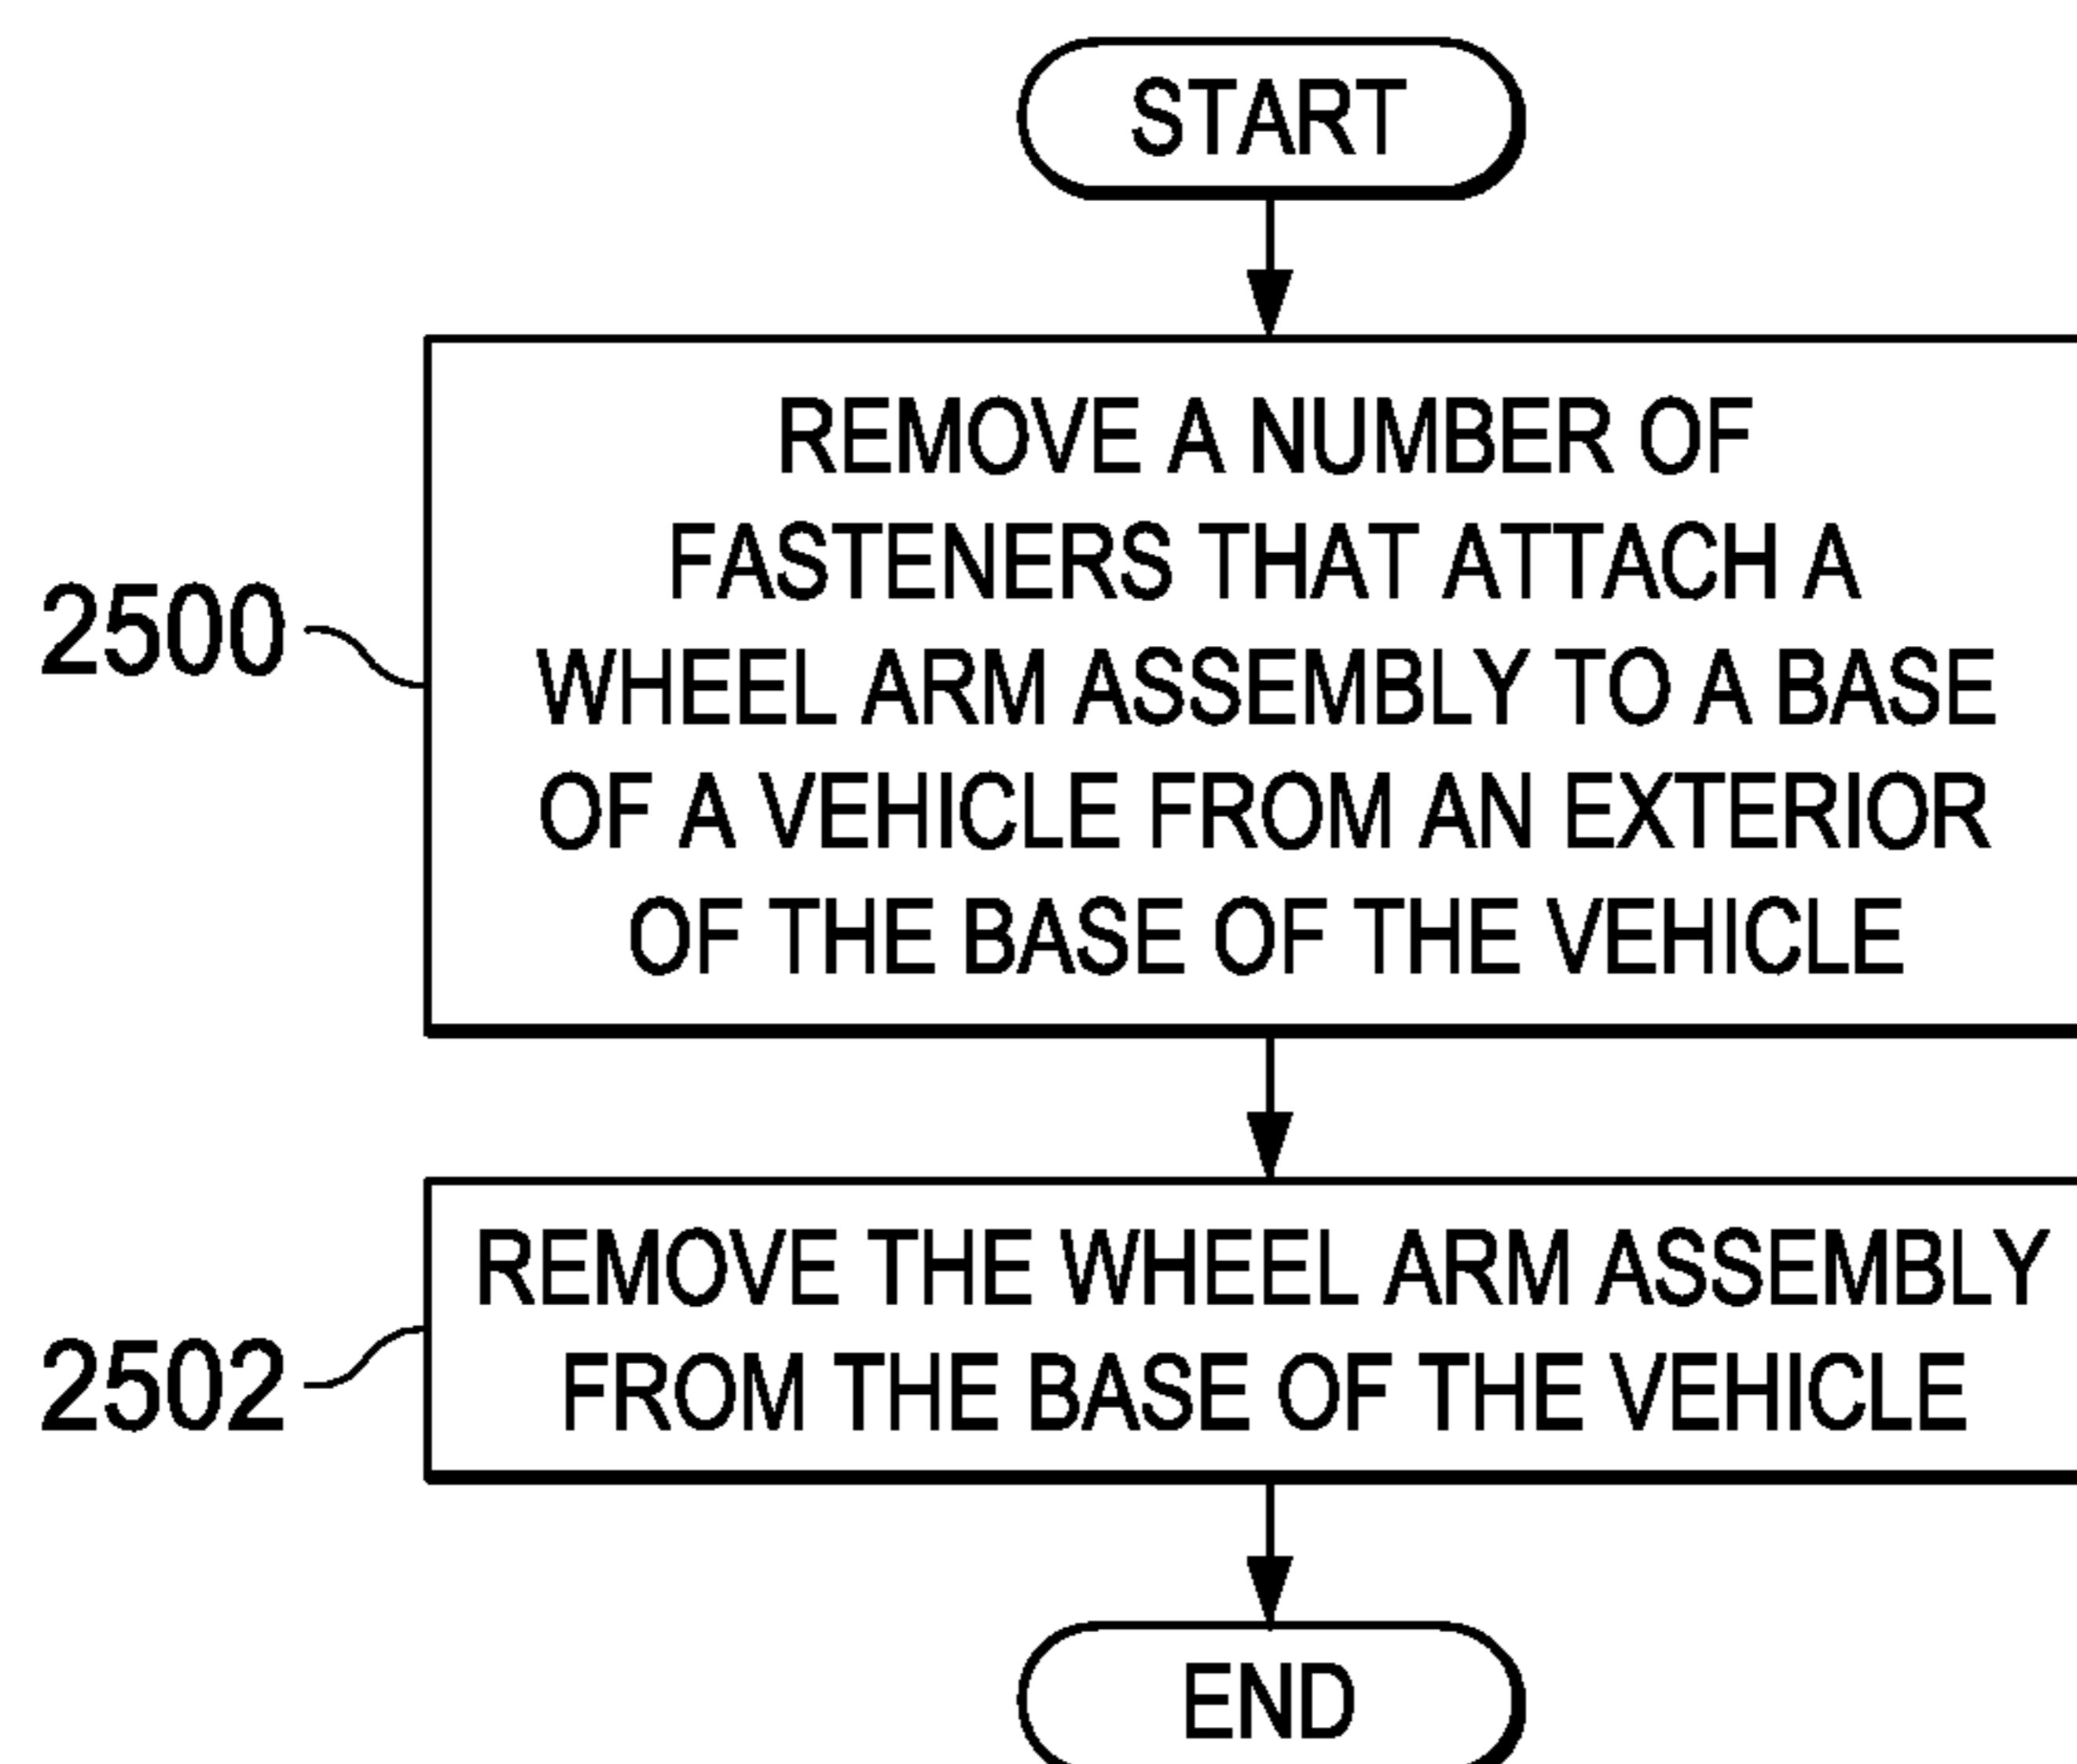 START
REMOVE A NUMBER OF
FASTENERS THAT ATTACH A
WHEEL ARM ASSEMBLY TO A BASE
OF A VEHICLE FROM AN EXTERIOR
OF THE BASE OF THE VEHICLE
2500
REMOVE THE WHEEL ARM ASSEMBLY
FROM THE BASE OF THE VEHICLE
2502
END